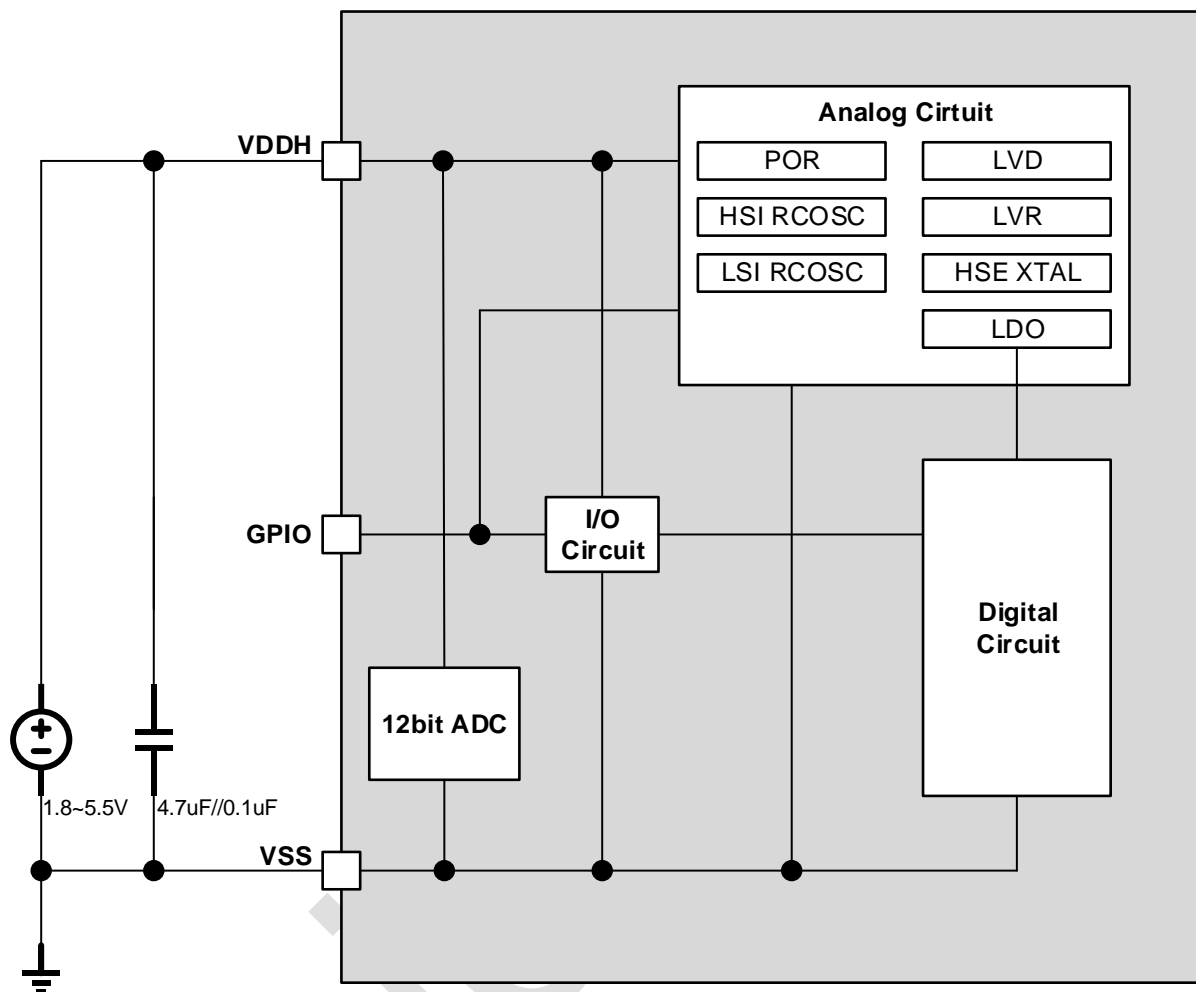 Analog Cirtuit
VDDH
POR
LVD
HSI RCOSC
LVR
LSI RCOSC
HSE XTAL
LDO
GPIO
I/O
Circuit
Digital
Circuit
12bit ADC
+
−
1.8~5.5V
4.7uF//0.1uF
VSS